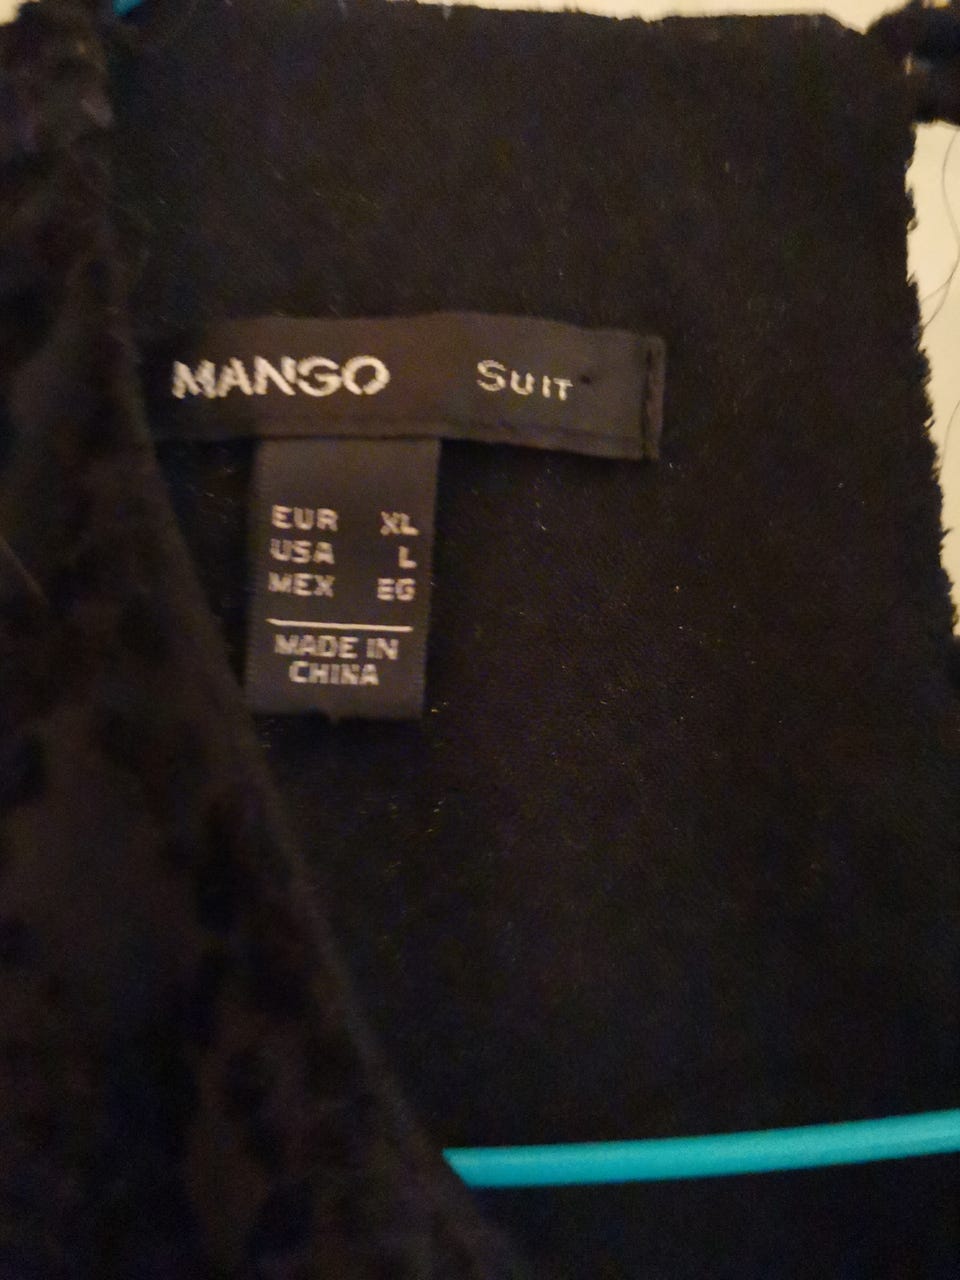 MANGO SUIT
EUR XL
USA L
MEX EG
MADE IN
CHINA